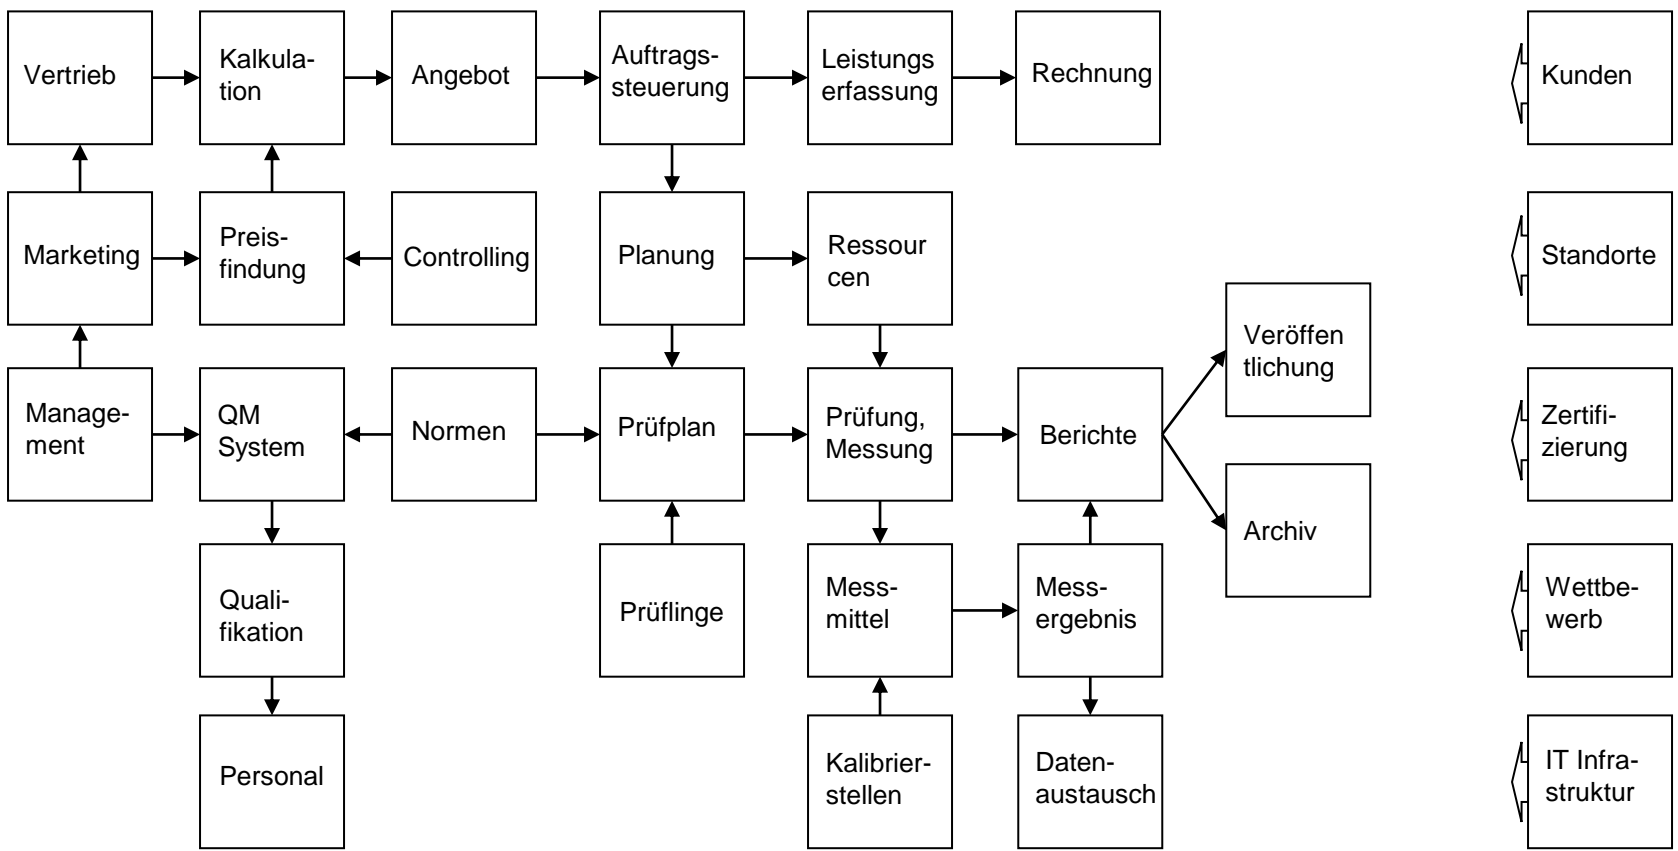 Vertrieb
Kalkula-
tion
Angebot
Auftrags-
steuerung
Leistungs
erfassung
Rechnung
Kunden
Marketing
Preis-
findung
Controlling
Planung
Ressour
cen
Standorte
Veröffen
tlichung
Manage-
ment
QM
System
Normen
Prüfplan
Prüfung,
Messung
Berichte
Zertifi-
zierung
Archiv
Quali-
fikation
Prüflinge
Mess-
mittel
Mess-
ergebnis
Wettbe-
werb
Personal
Kalibrier-
stellen
Daten-
austausch
IT Infra-
struktur